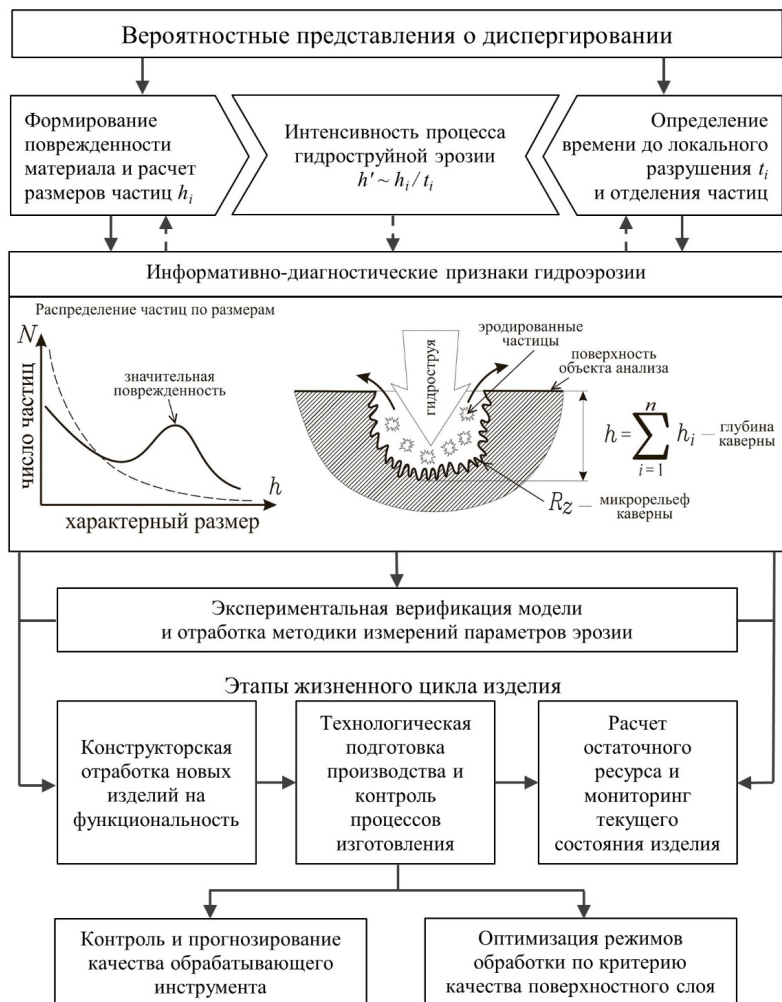 Вероятностные представления о диспергировании
Формирование
поврежденности
материала и расчет
размеров частиц hᵢ
Интенсивность процесса
гидроструйной эрозии
h' ~ hᵢ / tᵢ
Определение
времени до локального
разрушения tᵢ
и отделения частиц
Информативно-диагностические признаки гидроэрозии
Распределение частиц по размерам
N
число частиц
значительная
поврежденность
h
характерный размер
гидроструя
эродированные
частицы
поверхность
объекта анализа
h = ∑ hᵢ — глубина
n
i = 1
каверны
R_z — микрорельеф
каверны
Экспериментальная верификация модели
и отработка методики измерений параметров эрозии
Этапы жизненного цикла изделия
Конструкторская
отработка новых
изделий на
функциональность
Технологическая
подготовка
производства и
контроль
процессов
изготовления
Расчет
остаточного
ресурса и
мониторинг
текущего
состояния изделия
Контроль и прогнозирование
качества обрабатывающего
инструмента
Оптимизация режимов
обработки по критерию
качества поверхностного слоя